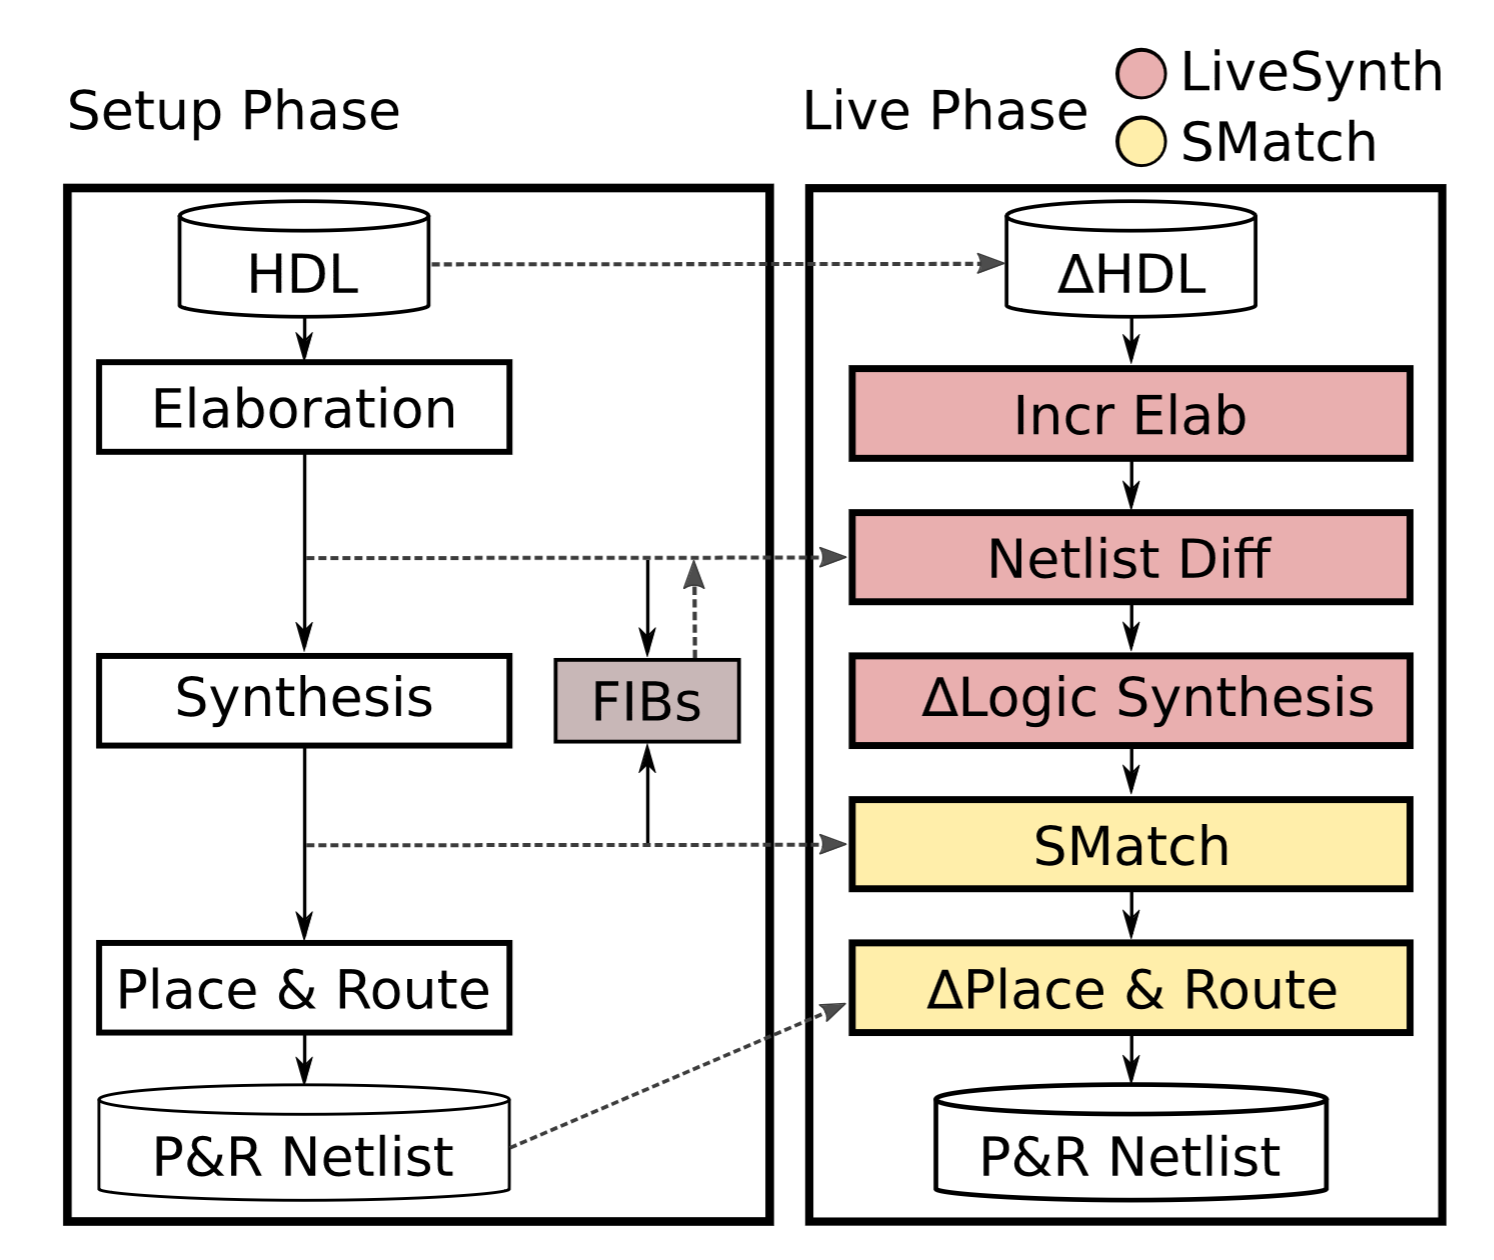 Setup Phase
HDL
Elaboration
Synthesis
FIBs
Place & Route
P&R Netlist
Live Phase
LiveSynth
SMatch
ΔHDL
Incr Elab
Netlist Diff
ΔLogic Synthesis
SMatch
ΔPlace & Route
P&R Netlist